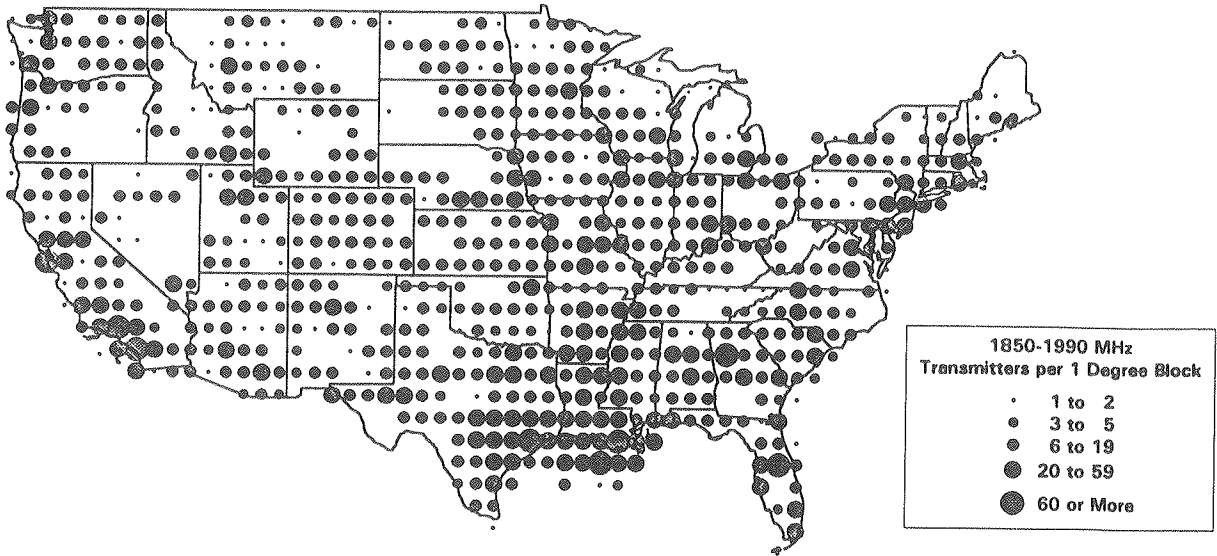 1850-1990 MHz
Transmitters per 1 Degree Block
1 to 2
3 to 5
6 to 19
20 to 59
60 or More